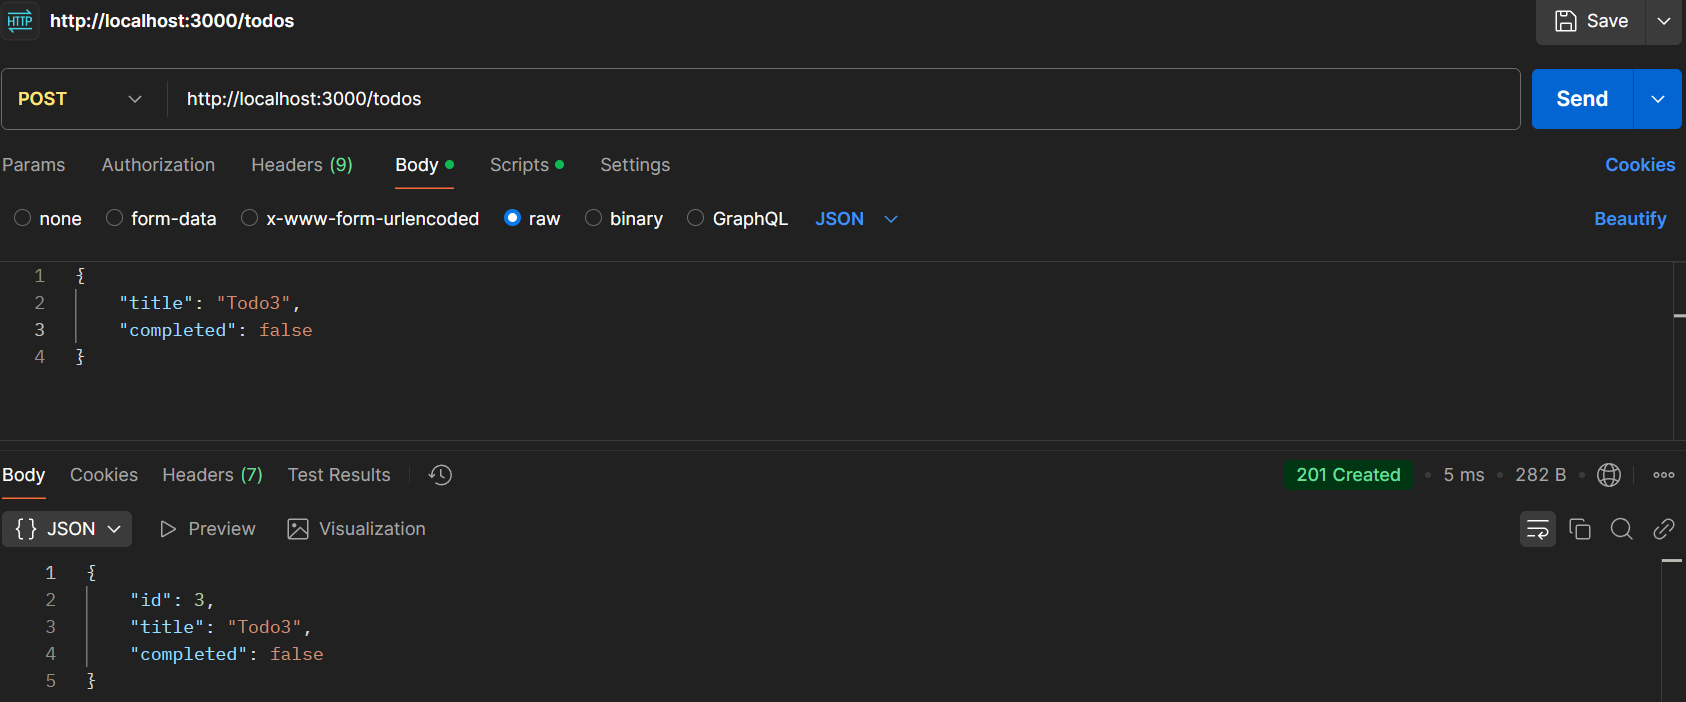 HTTP http://localhost:3000/todos Save
POST http://localhost:3000/todos Send
Params Authorization Headers (9) Body Scripts Settings Cookies
none form-data x-www-form-urlencoded raw binary GraphQL JSON Beautify
1 {
2 "title": "Todo3",
3 "completed": false
4 }
Body Cookies Headers (7) Test Results 201 Created • 5 ms • 282 B •
{} JSON Preview Visualization
1 {
2 "id": 3,
3 "title": "Todo3",
4 "completed": false
5 }